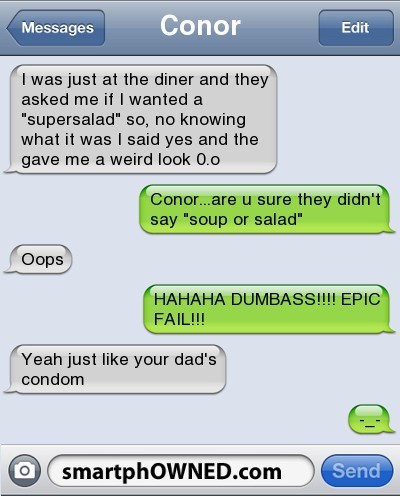 Messages
Conor
Edit
I was just at the diner and they
asked me if I wanted a
"supersalad" so, no knowing
what it was I said yes and the
gave me a weird look 0.o
Conor...are u sure they didn't
say "soup or salad"
Oops
HAHAHA DUMBASS!!!! EPIC
FAIL!!!
Yeah just like your dad's
condom
-_-
smartphOWNED.com
Send